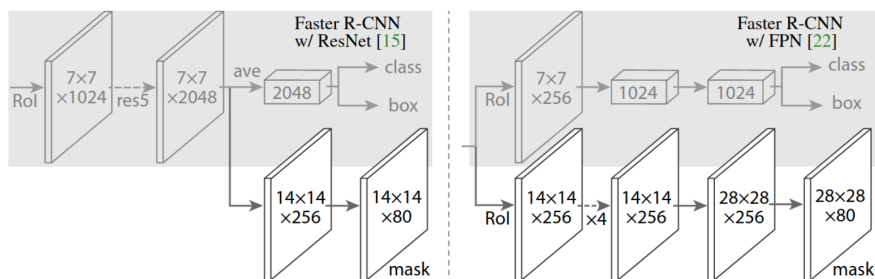 Faster R-CNN
w/ ResNet [15]
RoI
7×7
×1024
res5
7×7
×2048
ave
2048
class
box
14×14
×256
14×14
×80
mask
Faster R-CNN
w/ FPN [22]
RoI
7×7
×256
1024
1024
class
box
RoI
14×14
×256
×4
14×14
×256
28×28
×256
28×28
×80
mask